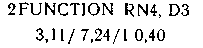 2FUNCTION RN4, D3
3,11/ 7,24/1 0,40